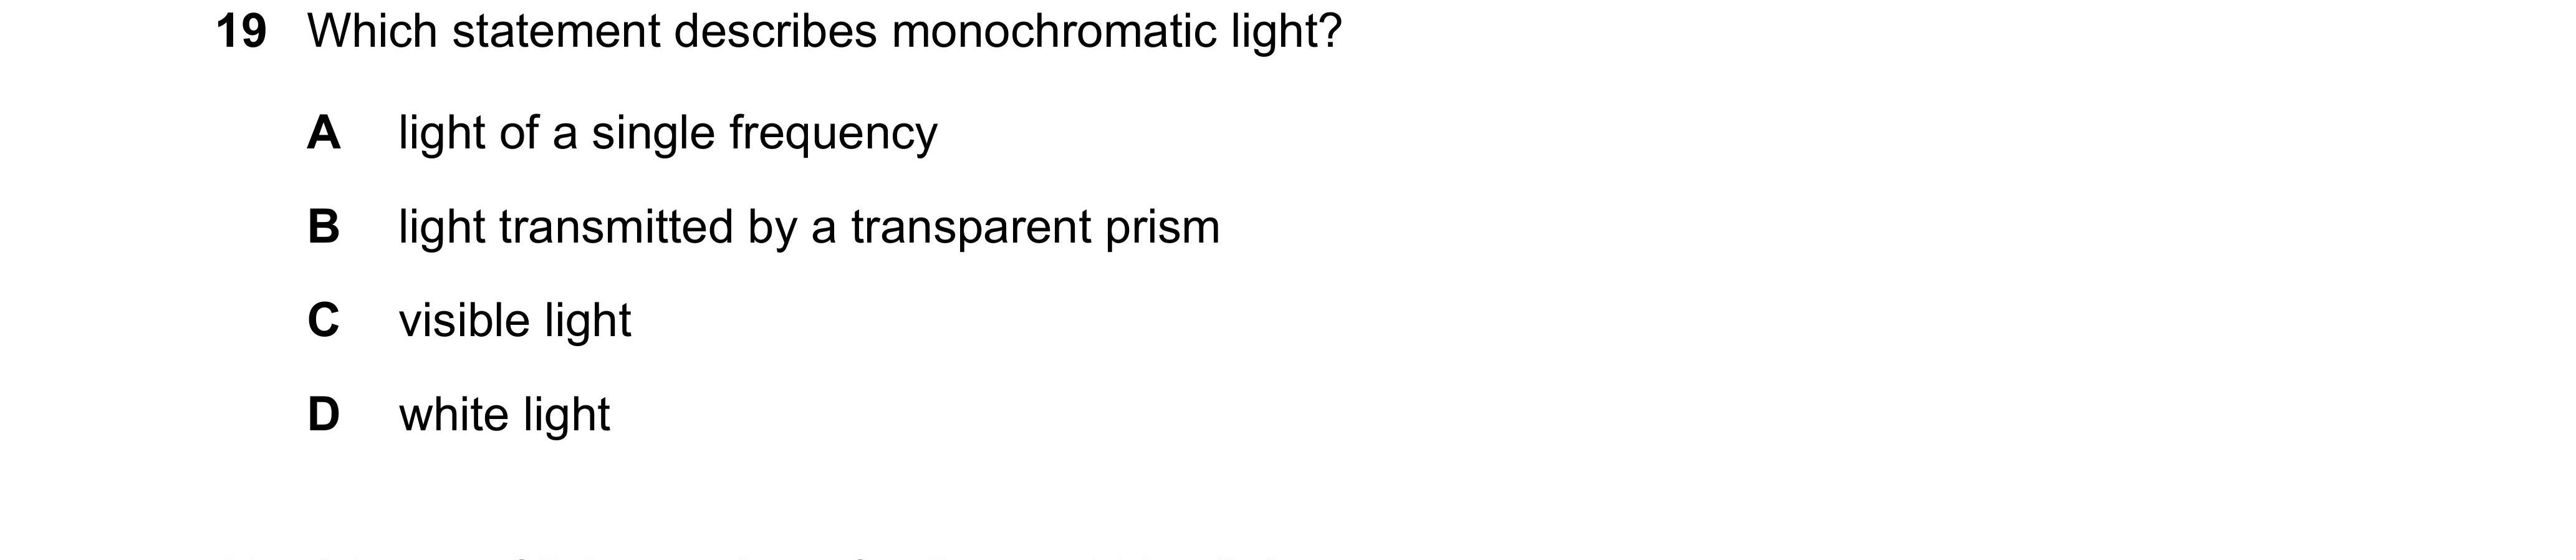 19 Which statement describes monochromatic light?
A light of a single frequency
B light transmitted by a transparent prism
C visible light
D white light